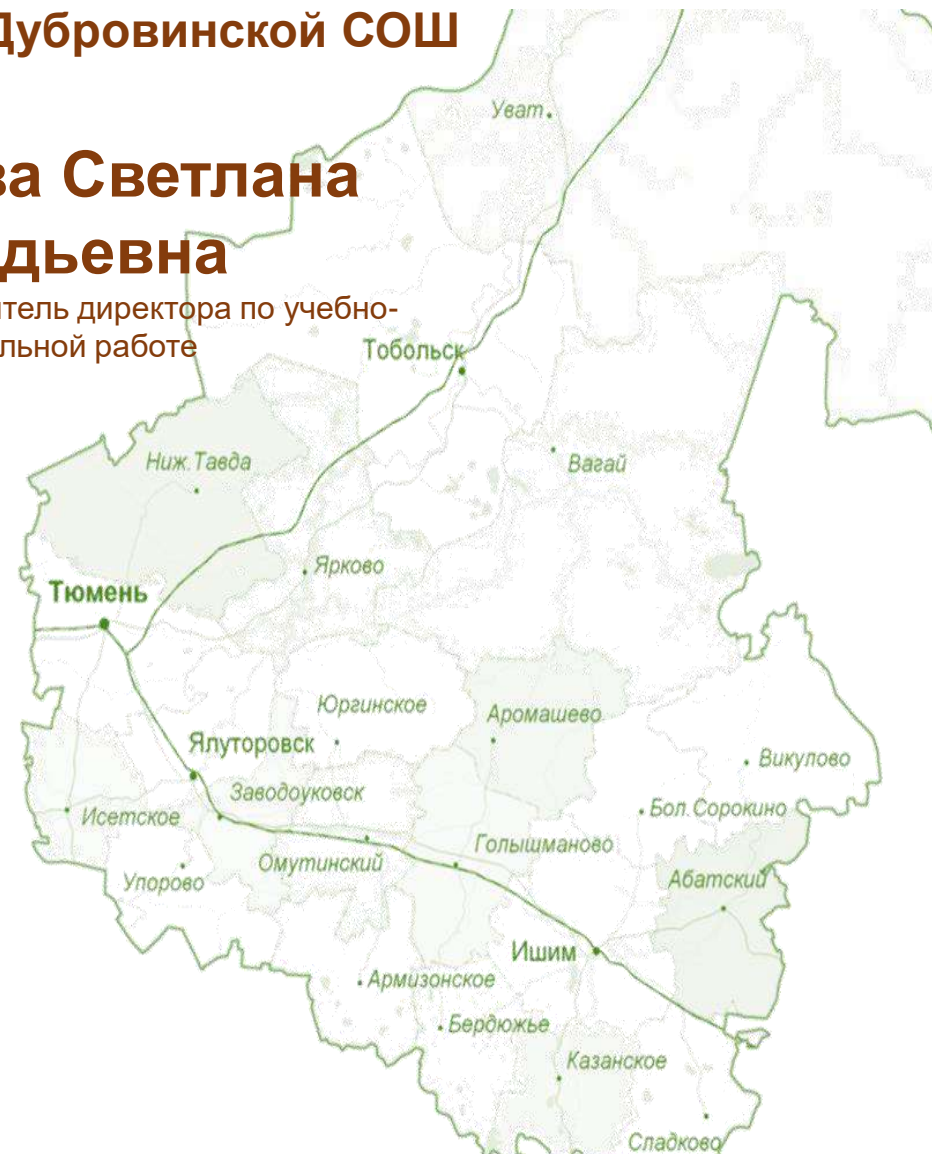 Дубровинской СОШ
ва Светлана
дьевна
тель директора по учебно-
льной работе
Уват
Тобольск
Ниж.Тавда
Вагай
Ярково
Тюмень
Юргинское
Аромашево
Ялуторовск
Викулово
Заводоуковск
Бол.Сорокино
Исетское
Голышманово
Омутинский
Абатский
Упорово
Ишим
Армизонское
Бердюжье
Казанское
Сладково